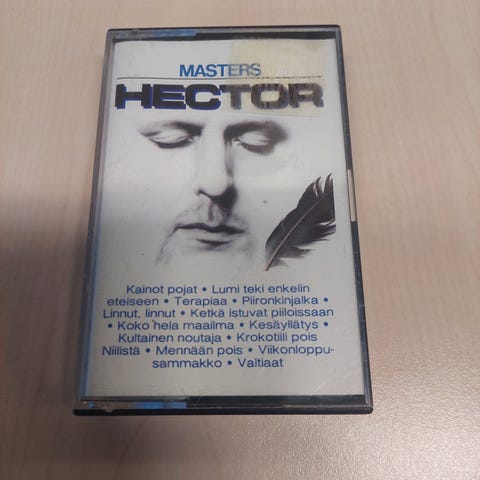 MASTERS
HECTOR
Kainot pojat • Lumi teki enkelin
eteiseen • Terapiaa • Piironkinjalka •
Linnut, linnut • Ketkä istuvat piiloissaan
• Koko hela maailma • Kesäyllätys •
Kultainen noutaja • Krokotiili pois
Niilistä • Mennään pois • Viikonloppu-
sammakko • Valtiaat